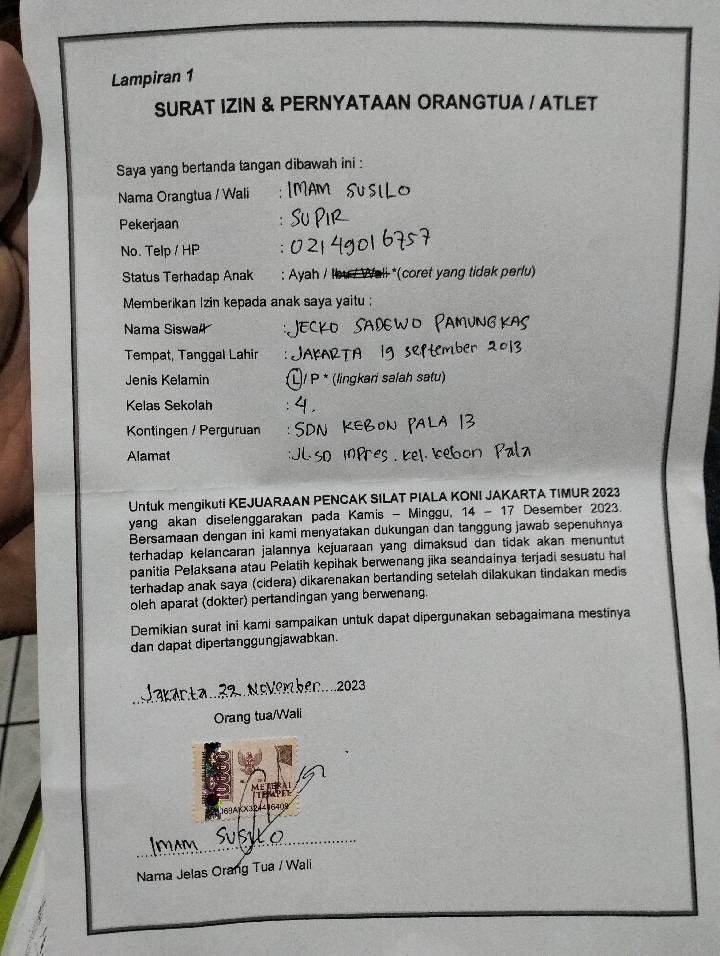 Lampiran 1
SURAT IZIN & PERNYATAAN ORANGTUA / ATLET
Saya yang bertanda tangan dibawah ini :
Nama Orangtua / Wali : IMAM SUSILO
Pekerjaan : SUPIR
No. Telp / HP : 02149016757
Status Terhadap Anak : Ayah / Ibu / Wali *(coret yang tidak perlu)
Memberikan Izin kepada anak saya yaitu :
Nama Siswa : JECKO SADEWO PAMUNGKAS
Tempat, Tanggal Lahir : JAKARTA 19 september 2013
Jenis Kelamin : L / P * (lingkari salah satu)
Kelas Sekolah : 4.
Kontingen / Perguruan : SDN KEBON PALA 13
Alamat : JL.SD inpres. kel. kebon Pala
Untuk mengikuti KEJUARAAN PENCAK SILAT PIALA KONI JAKARTA TIMUR 2023
yang akan diselenggarakan pada Kamis – Minggu, 14 – 17 Desember 2023.
Bersamaan dengan ini kami menyatakan dukungan dan tanggung jawab sepenuhnya
terhadap kelancaran jalannya kejuaraan yang dimaksud dan tidak akan menuntut
panitia Pelaksana atau Pelatih kepihak berwenang jika seandainya terjadi sesuatu hal
terhadap anak saya (cidera) dikarenakan bertanding setelah dilakukan tindakan medis
oleh aparat (dokter) pertandingan yang berwenang.
Demikian surat ini kami sampaikan untuk dapat dipergunakan sebagaimana mestinya
dan dapat dipertanggungjawabkan.
Jakarta 22 November 2023
Orang tua/Wali
10000
METERAI
TEMPEL
IMAM SUSILO
Nama Jelas Orang Tua / Wali